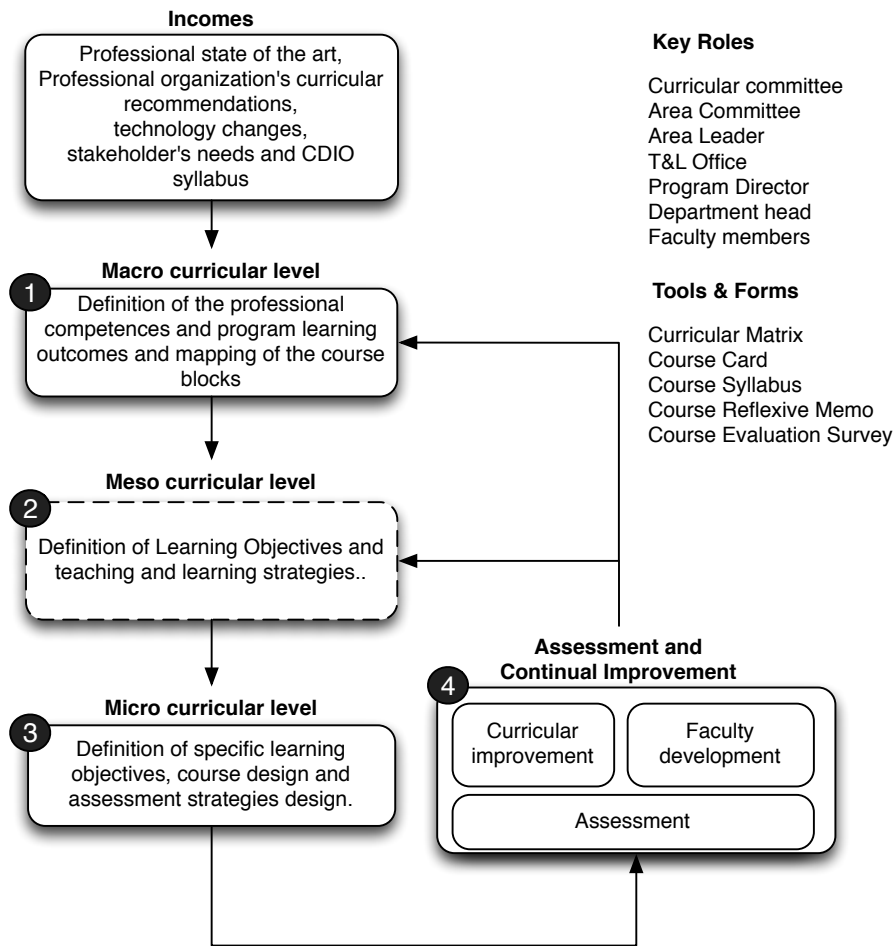 Incomes
Professional state of the art,
Professional organization's curricular
recommendations,
technology changes,
stakeholder's needs and CDIO
syllabus
Macro curricular level
1
Definition of the professional
competences and program learning
outcomes and mapping of the course
blocks
Meso curricular level
2
Definition of Learning Objectives and
teaching and learning strategies..
Micro curricular level
3
Definition of specific learning
objectives, course design and
assessment strategies design.
Assessment and
Continual Improvement
4
Curricular
improvement
Faculty
development
Assessment
Key Roles
Curricular committee
Area Committee
Area Leader
T&L Office
Program Director
Department head
Faculty members
Tools & Forms
Curricular Matrix
Course Card
Course Syllabus
Course Reflexive Memo
Course Evaluation Survey